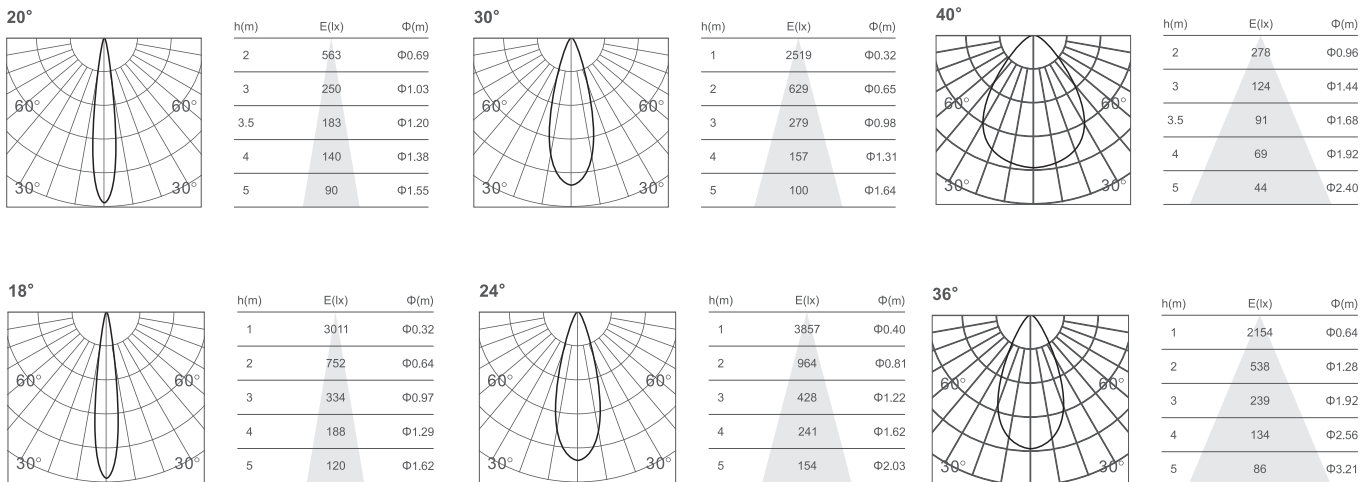 20°
h(m) E(lx) Φ(m)
2 563 Φ0.69
3 250 Φ1.03
3.5 183 Φ1.20
4 140 Φ1.38
5 90 Φ1.55
60° 60°
30° 30°
30°
h(m) E(lx) Φ(m)
1 2519 Φ0.32
2 629 Φ0.65
3 279 Φ0.98
4 157 Φ1.31
5 100 Φ1.64
60° 60°
30° 30°
40°
h(m) E(lx) Φ(m)
2 278 Φ0.96
3 124 Φ1.44
3.5 91 Φ1.68
4 69 Φ1.92
5 44 Φ2.40
60° 60°
30° 30°
18°
h(m) E(lx) Φ(m)
1 3011 Φ0.32
2 752 Φ0.64
3 334 Φ0.97
4 188 Φ1.29
5 120 Φ1.62
60° 60°
30° 30°
24°
h(m) E(lx) Φ(m)
1 3857 Φ0.40
2 964 Φ0.81
3 428 Φ1.22
4 241 Φ1.62
5 154 Φ2.03
60° 60°
30° 30°
36°
h(m) E(lx) Φ(m)
1 2154 Φ0.64
2 538 Φ1.28
3 239 Φ1.92
4 134 Φ2.56
5 86 Φ3.21
60° 60°
30° 30°